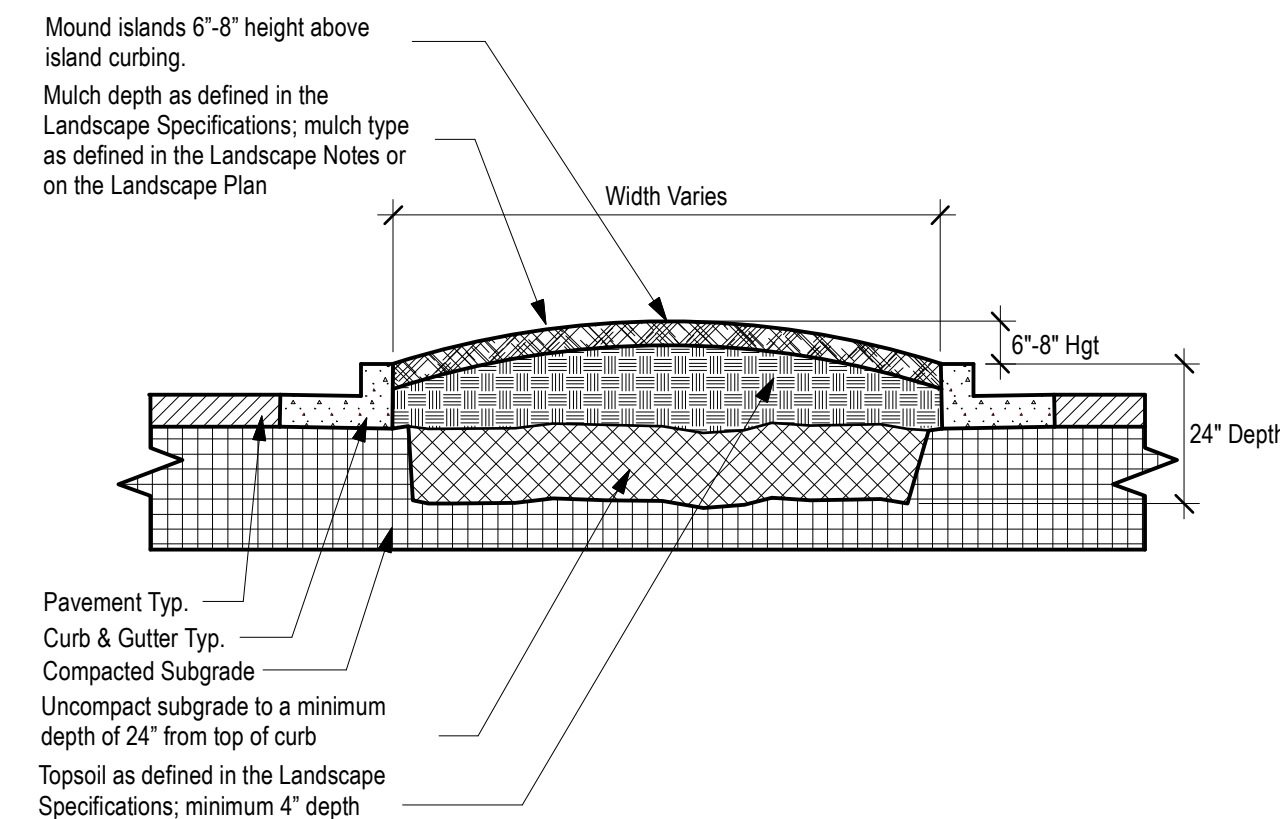 Mound islands 6”-8” height above
island curbing.
Mulch depth as defined in the
Landscape Specifications; mulch type
as defined in the Landscape Notes or
on the Landscape Plan
Width Varies
6"-8" Hgt
24" Depth
Pavement Typ.
Curb & Gutter Typ.
Compacted Subgrade
Uncompact subgrade to a minimum
depth of 24” from top of curb
Topsoil as defined in the Landscape
Specifications; minimum 4” depth